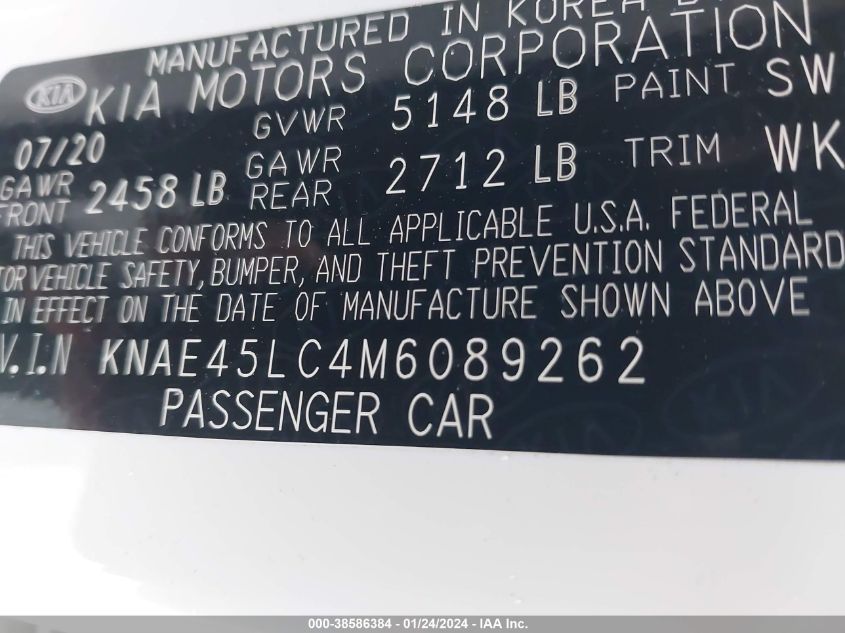 MANUFACTURED IN KOREA
KIA KIA MOTORS CORPORATION
07/20 GVWR 5148 LB PAINT SW
GAWR FRONT 2458 LB GAWR REAR 2712 LB TRIM WK
THIS VEHICLE CONFORMS TO ALL APPLICABLE U.S.A. FEDERAL
TOR VEHICLE SAFETY, BUMPER, AND THEFT PREVENTION STANDARD
IN EFFECT ON THE DATE OF MANUFACTURE SHOWN ABOVE
V.I.N KNAE45LC4M6089262
PASSENGER CAR
000-38586384 - 01/24/2024 - IAA Inc.